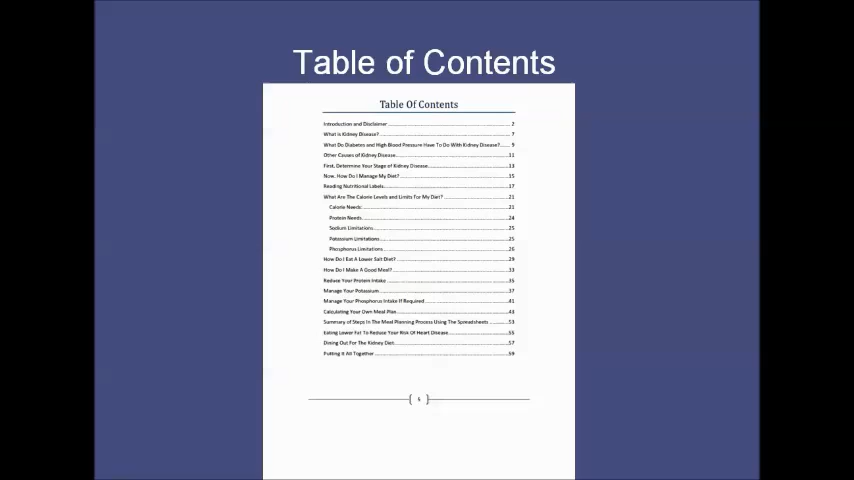 Table of Contents
Table Of Contents
Introduction and Disclaimer 2
What is Kidney Disease? 7
What Do Diabetes and High Blood Pressure Have To Do With Kidney Disease? 9
Other Causes of Kidney Disease 11
First, Determine Your Stage of Kidney Disease 13
Now, How Do I Manage My Diet? 15
Reading Nutritional Labels 17
What Are The Calorie Levels and Limits For My Diet? 21
Calorie Needs 21
Protein Needs 24
Sodium Limitations 25
Potassium Limitations 25
Phosphorus Limitations 26
How Do I Eat A Lower Salt Diet? 29
How Do I Make A Good Meal? 33
Reduce Your Protein Intake 35
Manage Your Potassium 37
Manage Your Phosphorus Intake If Required 41
Calculating Your Own Meal Plan 43
Summary of Steps In The Meal Planning Process Using The Spreadsheets 53
Eating Lower Fat To Reduce Your Risk Of Heart Disease 55
Dining Out For The Kidney Diet 57
Putting It All Together 59